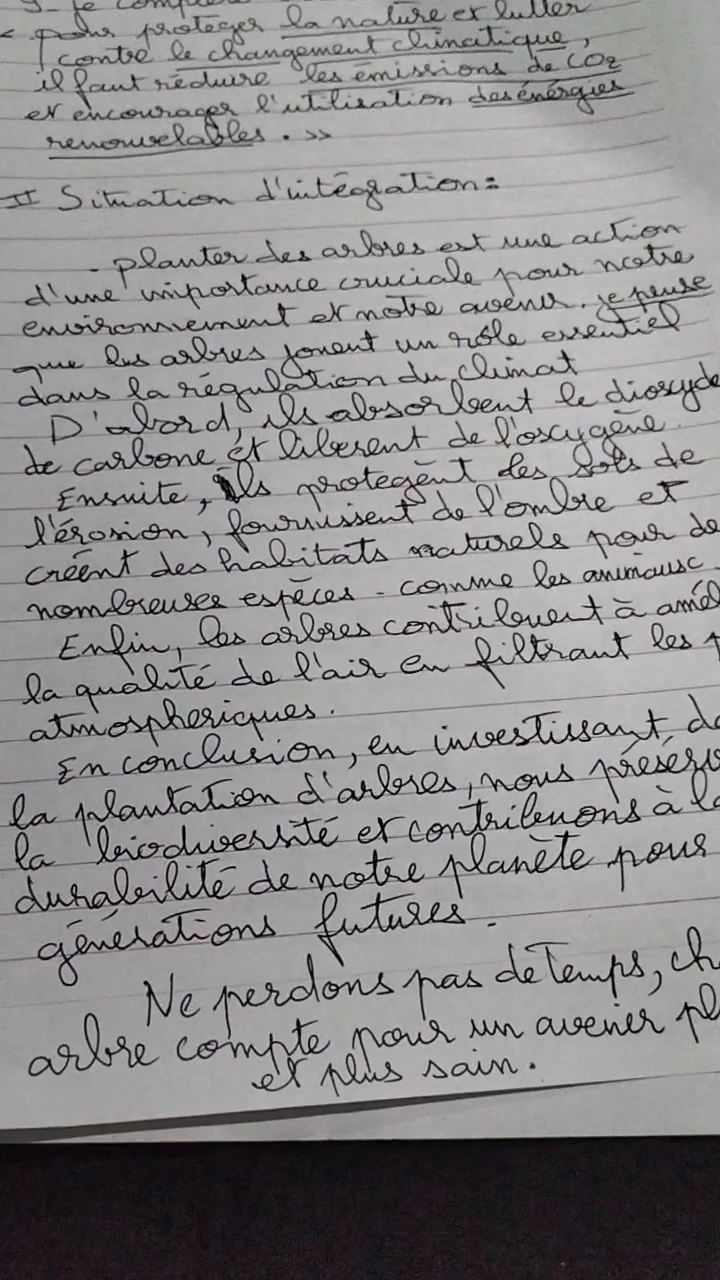 « pour protéger la nature et lutter
contre le changement climatique,
il faut réduire les émissions de CO2
et encourager l'utilisation des énergies
renouvelables. »
II Situation d'intégration:
- planter des arbres est une action
d'une importance cruciale pour notre
environnement et notre avenir. je pense
que les arbres jouent un rôle essentiel
dans la régulation du climat
D'abord, ils absorbent le dioxyde
de carbone et libèrent de l'oxygène.
Ensuite, ils protègent les sols de
l'érosion, fournissent de l'ombre et
créent des habitats naturels pour de
nombreuses espèces - comme les animaux.
Enfin, les arbres contribuent à amél
la qualité de l'air en filtrant les p
atmospheriques.
En conclusion, en investissant da
la plantation d'arbres, nous préserv
la biodiversité et contribuons à la
durabilité de notre planète pour
générations futures.
Ne perdons pas de Temps, ch
arbre compte pour un avenir pl
et plus sain.